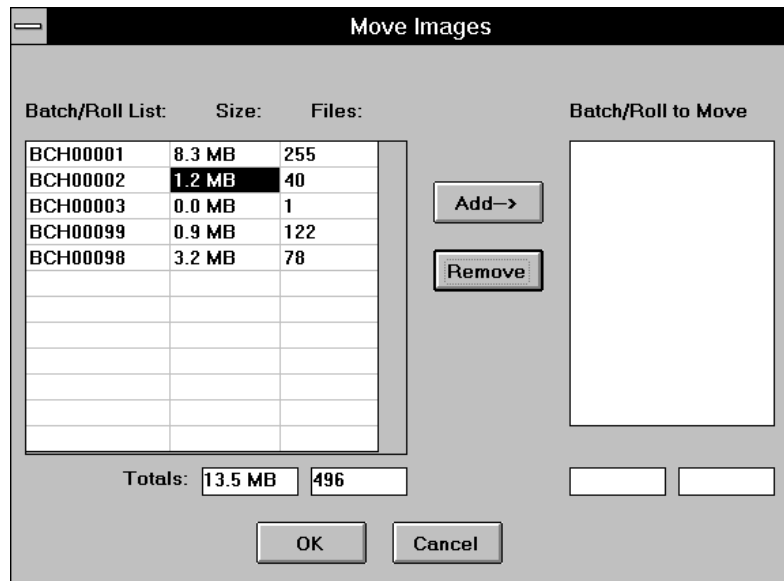 Move Images
Batch/Roll List: Size: Files: Batch/Roll to Move
BCH00001 8.3 MB 255
BCH00002 1.2 MB 40
BCH00003 0.0 MB 1
BCH00099 0.9 MB 122
BCH00098 3.2 MB 78
Add-->
Remove
Totals: 13.5 MB 496
OK Cancel